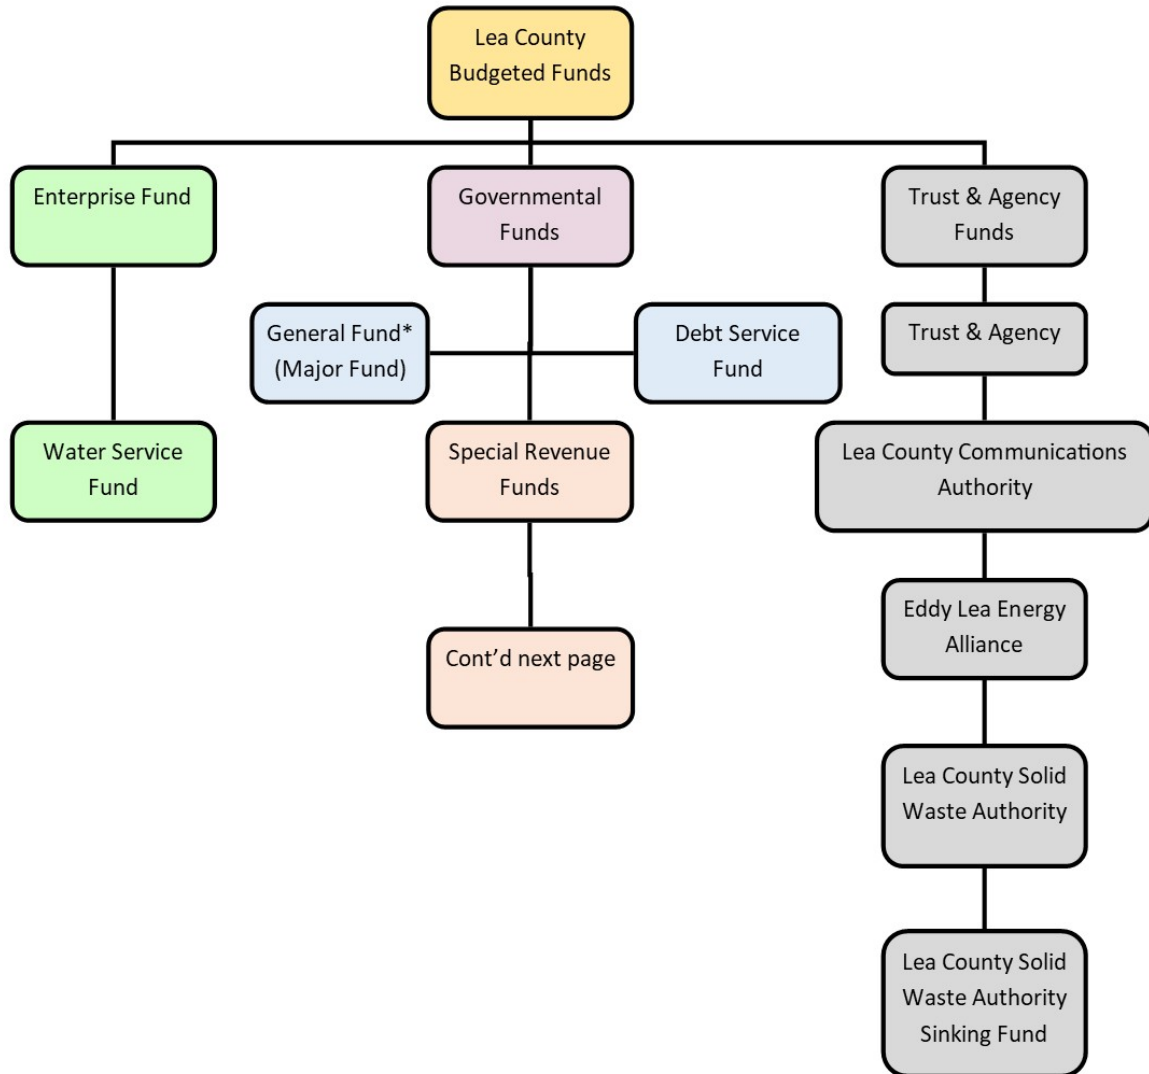 Lea County
Budgeted Funds
Enterprise Fund
Governmental
Funds
Trust & Agency
Funds
General Fund*
(Major Fund)
Debt Service
Fund
Trust & Agency
Water Service
Fund
Special Revenue
Funds
Lea County Communications
Authority
Eddy Lea Energy
Alliance
Cont’d next page
Lea County Solid
Waste Authority
Lea County Solid
Waste Authority
Sinking Fund